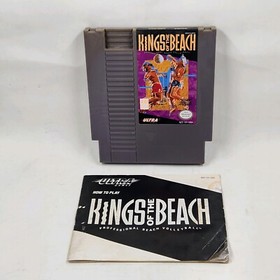 KINGS OF THE BEACH
ULTRA
HOW TO PLAY
KINGS OF THE BEACH
PROFESSIONAL BEACH VOLLEYBALL